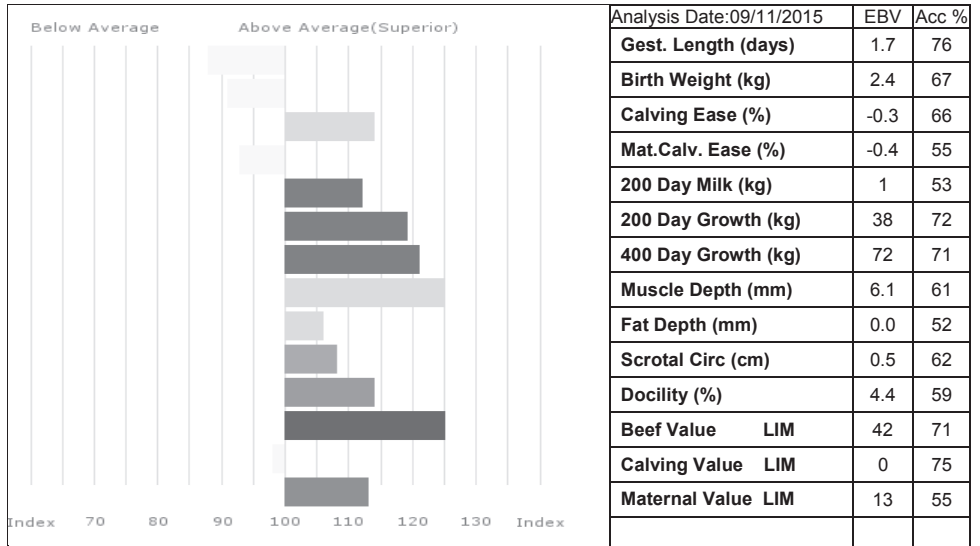 Below Average Above Average(Superior)
Index 70 80 90 100 110 120 130 Index
Analysis Date:09/11/2015 EBV Acc %
Gest. Length (days) 1.7 76
Birth Weight (kg) 2.4 67
Calving Ease (%) -0.3 66
Mat.Calv. Ease (%) -0.4 55
200 Day Milk (kg) 1 53
200 Day Growth (kg) 38 72
400 Day Growth (kg) 72 71
Muscle Depth (mm) 6.1 61
Fat Depth (mm) 0.0 52
Scrotal Circ (cm) 0.5 62
Docility (%) 4.4 59
Beef Value LIM 42 71
Calving Value LIM 0 75
Maternal Value LIM 13 55